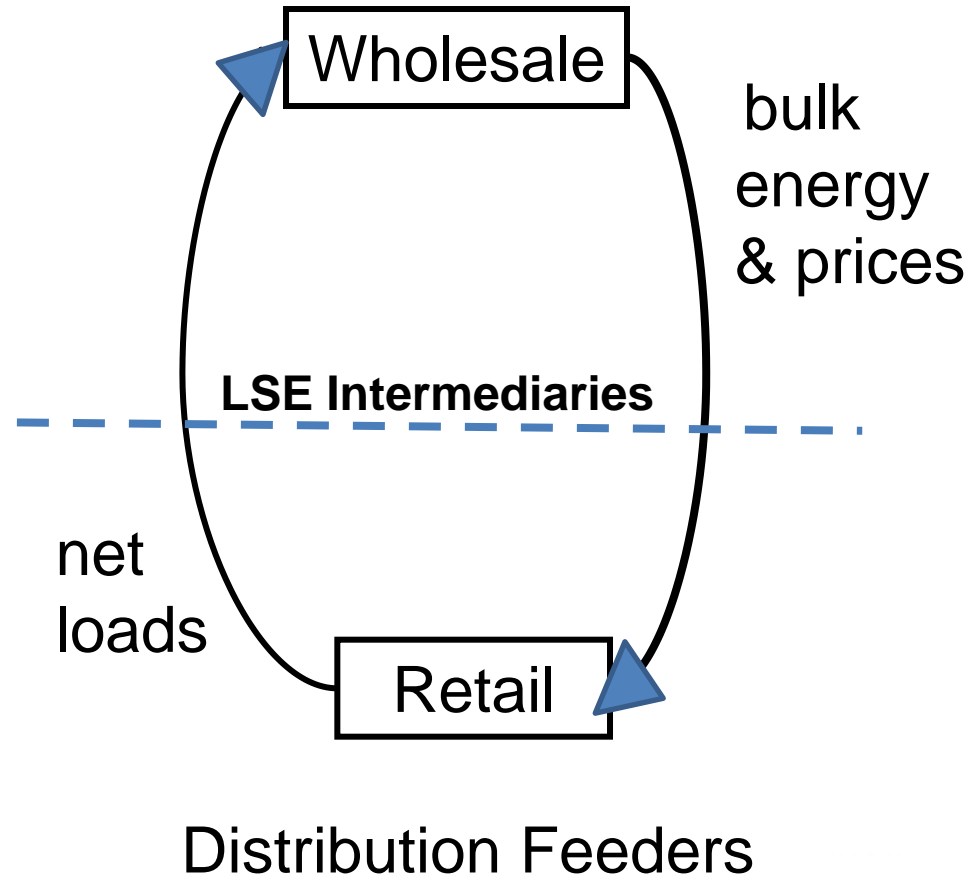 Wholesale
bulk
energy
& prices
LSE Intermediaries
net
loads
Retail
Distribution Feeders